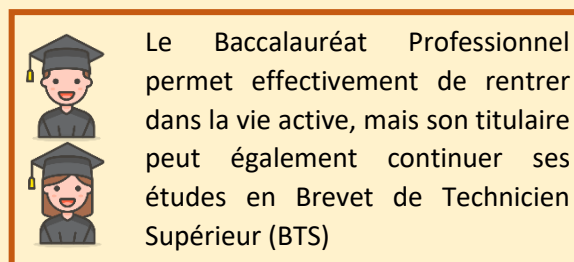 Le Baccalauréat Professionnel
permet effectivement de rentrer
dans la vie active, mais son titulaire
peut également continuer ses
études en Brevet de Technicien
Supérieur (BTS)